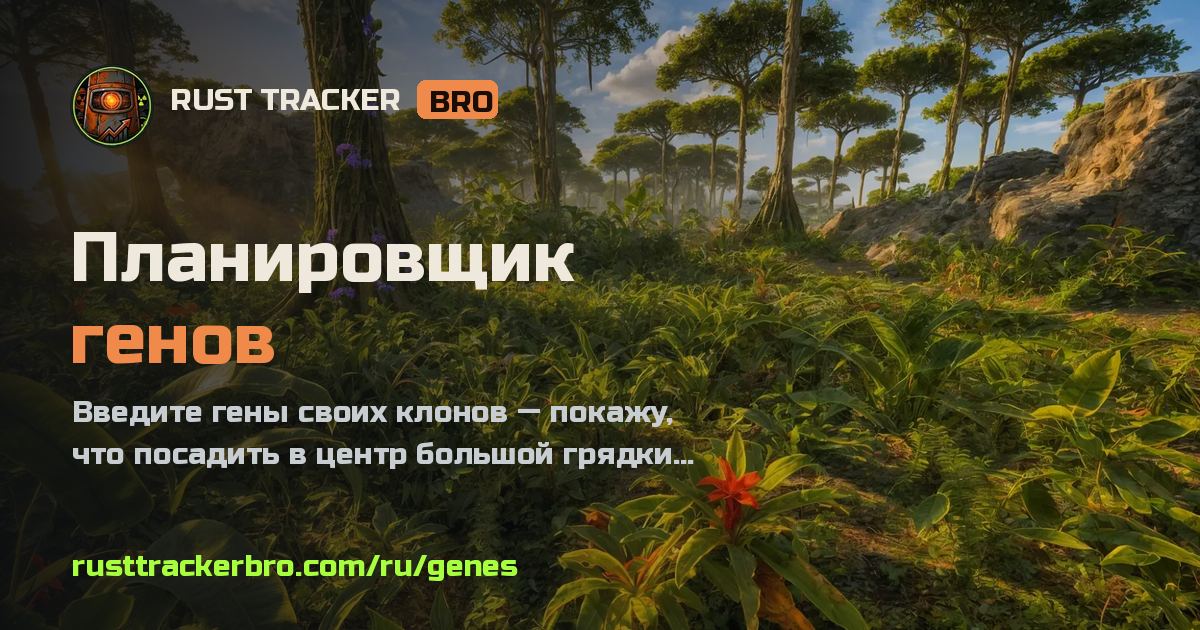 RUST TRACKER BRO
Планировщик
генов
Введите гены своих клонов — покажу,
что посадить в центр большой грядки...
rusttrackerbro.com/ru/genes